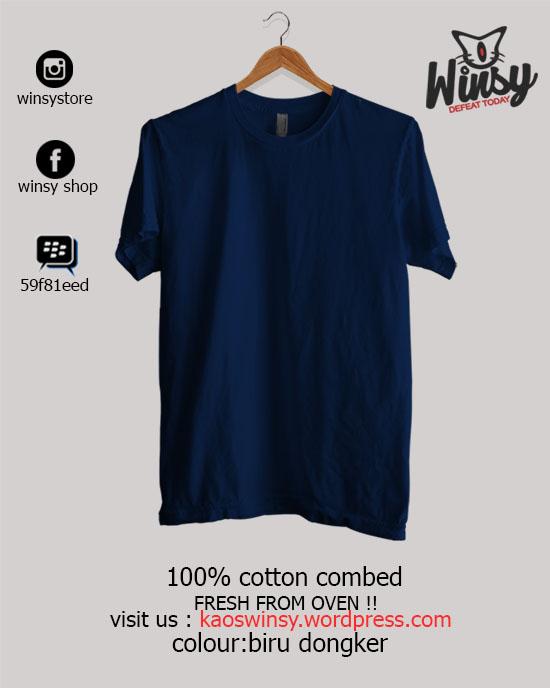 winsystore
winsy shop
59f81eed
Winsy
DEFEAT TODAY
100% cotton combed
FRESH FROM OVEN !!
visit us : kaoswinsy.wordpress.com
colour:biru dongker